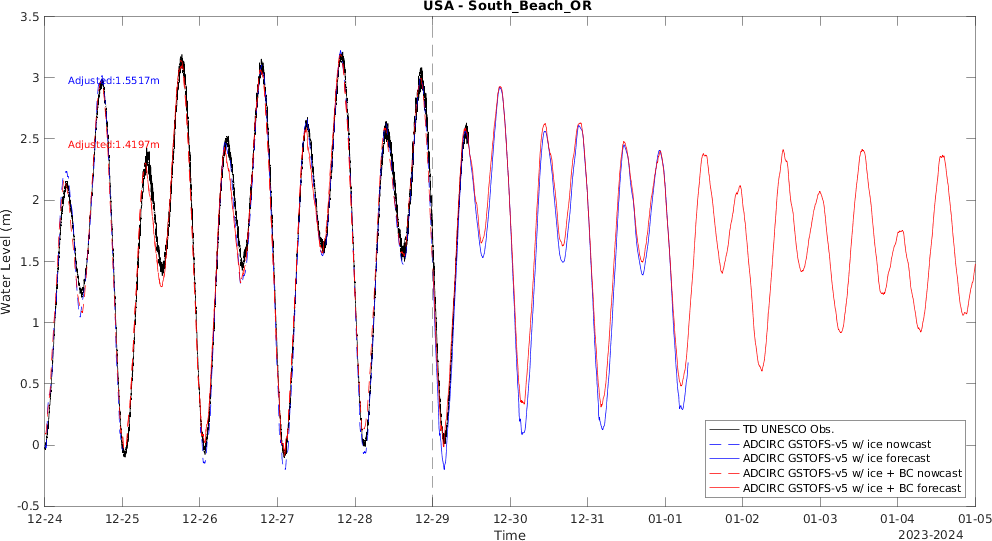 USA - South_Beach_OR
3.5
3
2.5
2
1.5
1
0.5
0
-0.5
Water Level (m)
Adjusted:1.5517m
Adjusted:1.4197m
TD UNESCO Obs.
ADCIRC GSTOFS-v5 w/ ice nowcast
ADCIRC GSTOFS-v5 w/ ice forecast
ADCIRC GSTOFS-v5 w/ ice + BC nowcast
ADCIRC GSTOFS-v5 w/ ice + BC forecast
12-24 12-25 12-26 12-27 12-28 12-29 12-30 12-31 01-01 01-02 01-03 01-04 01-05
Time
2023-2024